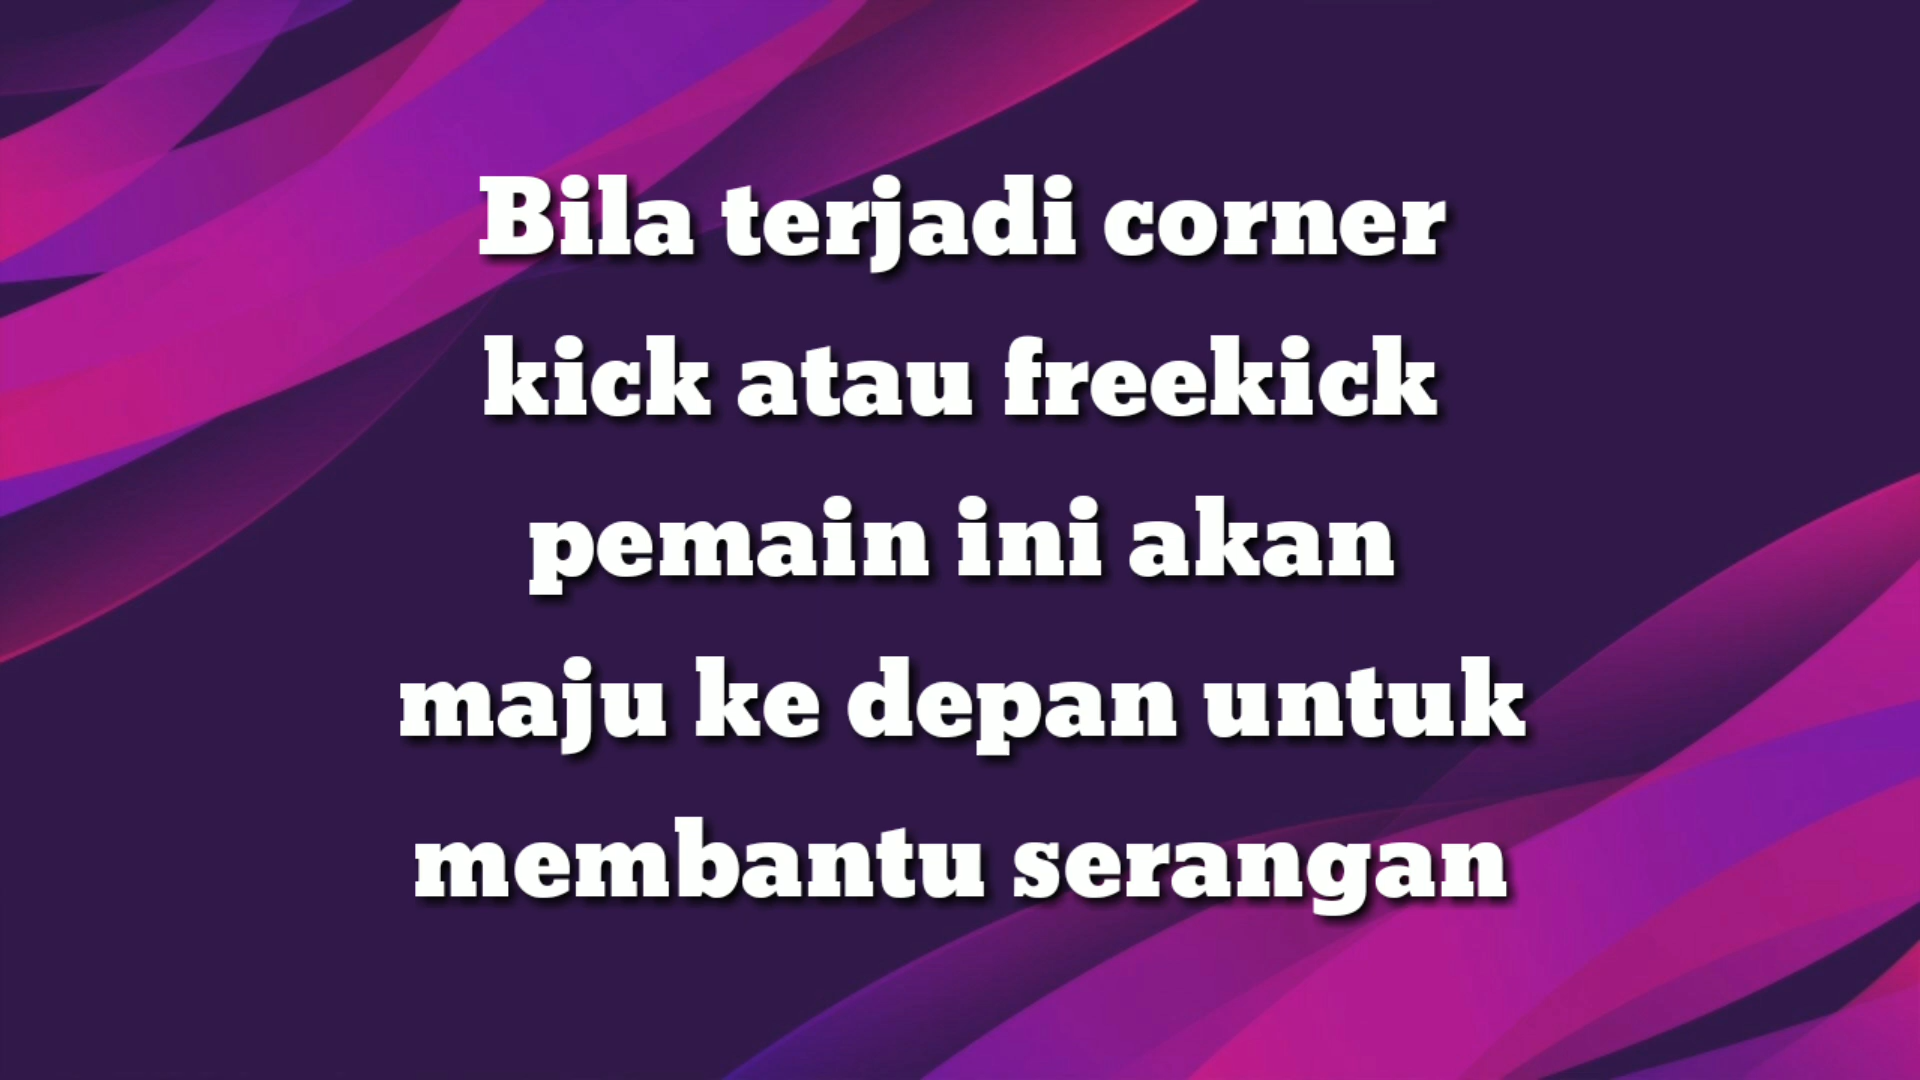 Bila terjadi corner
kick atau freekick
pemain ini akan
maju ke depan untuk
membantu serangan